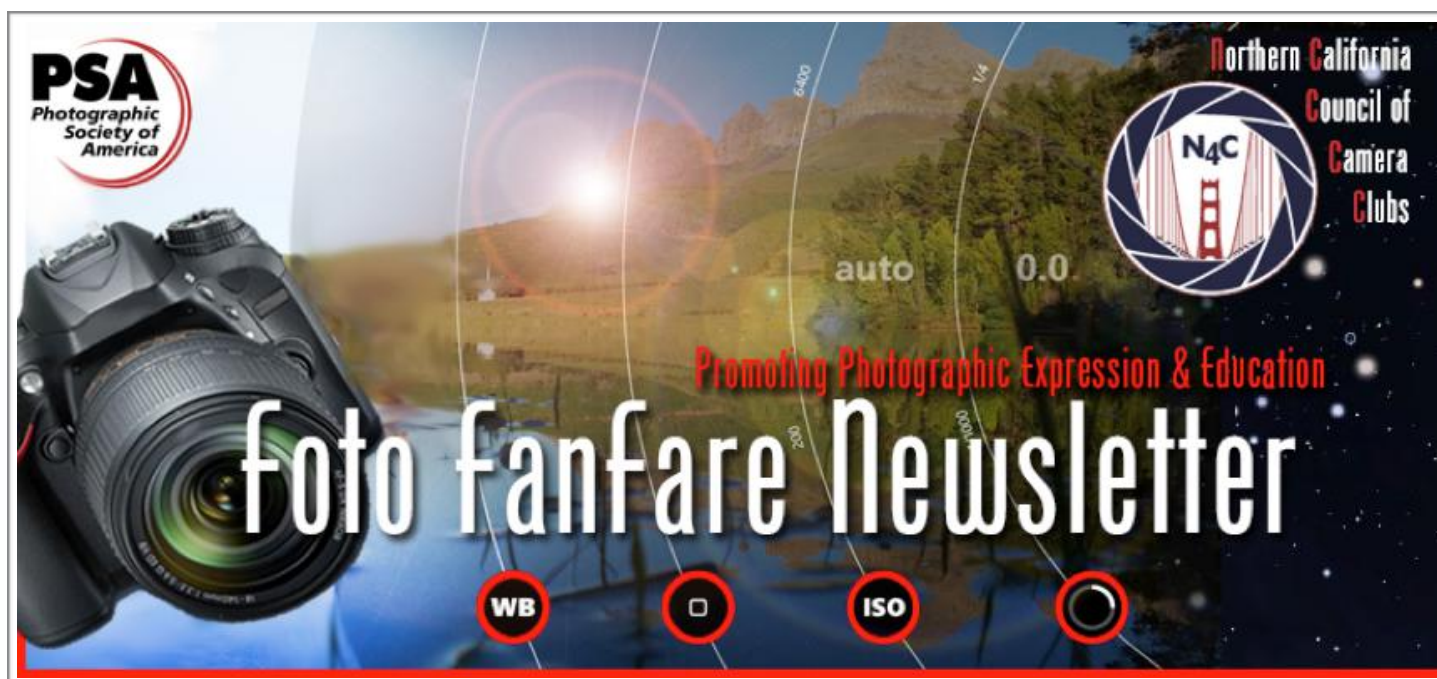 PSA
Photographic
Society of
America
Northern California
Council of
Camera
Clubs
N4C
6400
1/4
auto
0.0
Promoting Photographic Expression & Education
200
Foto Fanfare Newsletter
WB
ISO